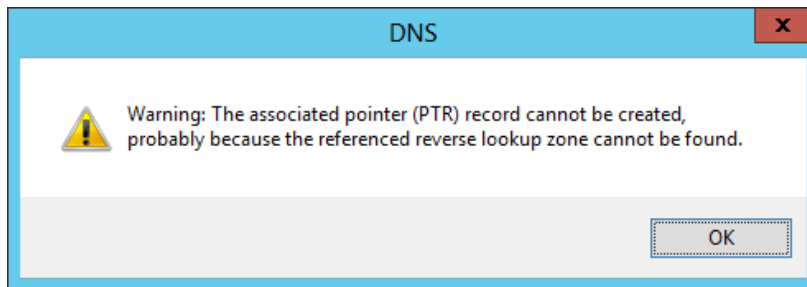 DNS
x
Warning: The associated pointer (PTR) record cannot be created,
probably because the referenced reverse lookup zone cannot be found.
OK